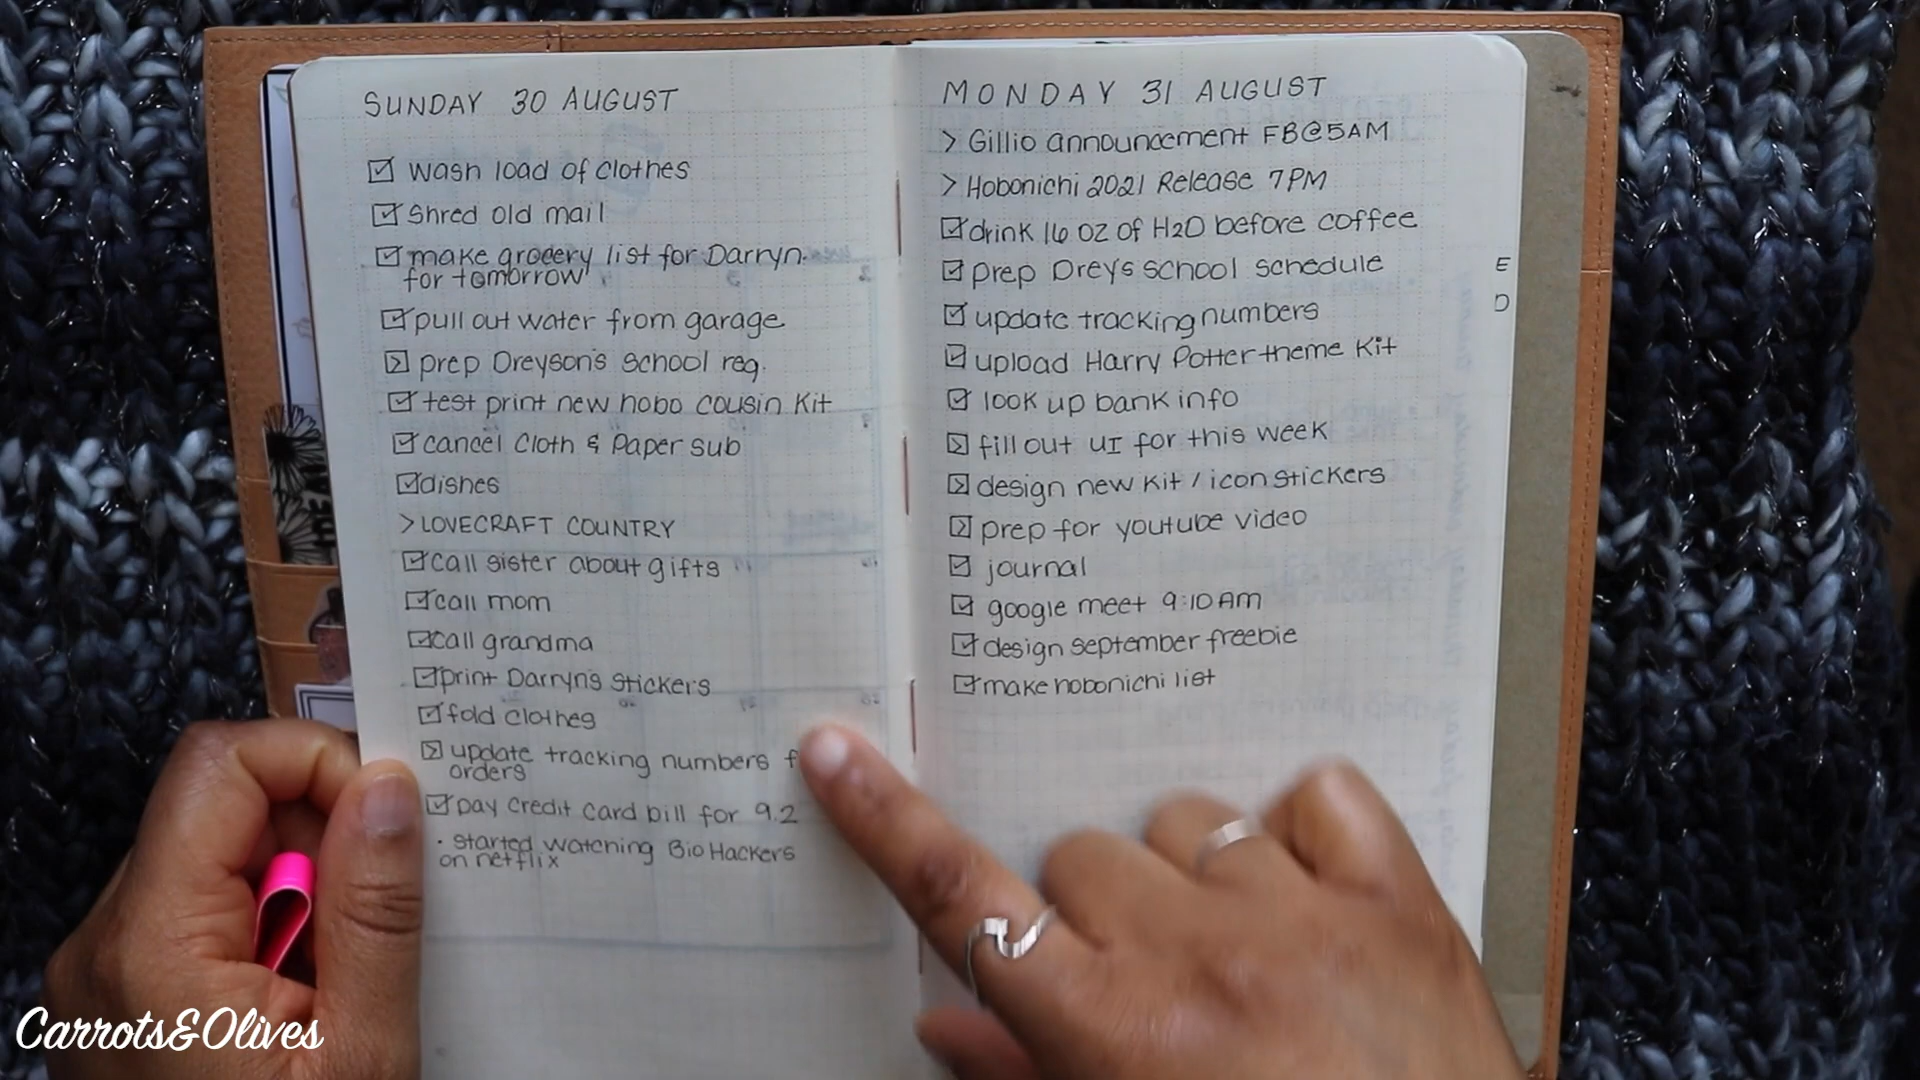 SUNDAY 30 AUGUST
☑ wash load of clothes
☑ Shred old mail
☑ make grocery list for Darryn.
for tomorrow
☑ pull out water from garage
> prep Dreyson's School reg.
☑ test print new hobo cousin Kit
☑ cancel Cloth & Paper sub
☑ dishes
> LOVECRAFT COUNTRY
☑ call sister about gifts
☑ call mom
☑ call grandma
☑ print Darryn's Stickers
☑ fold clothes
> update tracking numbers
orders
☑ pay credit card bill for 9.2
· started watching BioHackers
on netflix
MONDAY 31 AUGUST
> Gillio announcement FB@5AM
> Hobonichi 2021 Release 7PM
☑ drink 16 OZ of H2O before coffee
☑ prep Drey's school schedule
☑ update tracking numbers
☑ upload Harry Potter theme Kit
☑ look up bank info
> fill out UI for this week
> design new kit / icon stickers
> prep for youtube video
☑ journal
☑ google meet 9:10 AM
☑ design september freebie
☑ make hobonichi list
E
D
Carrots&Olives